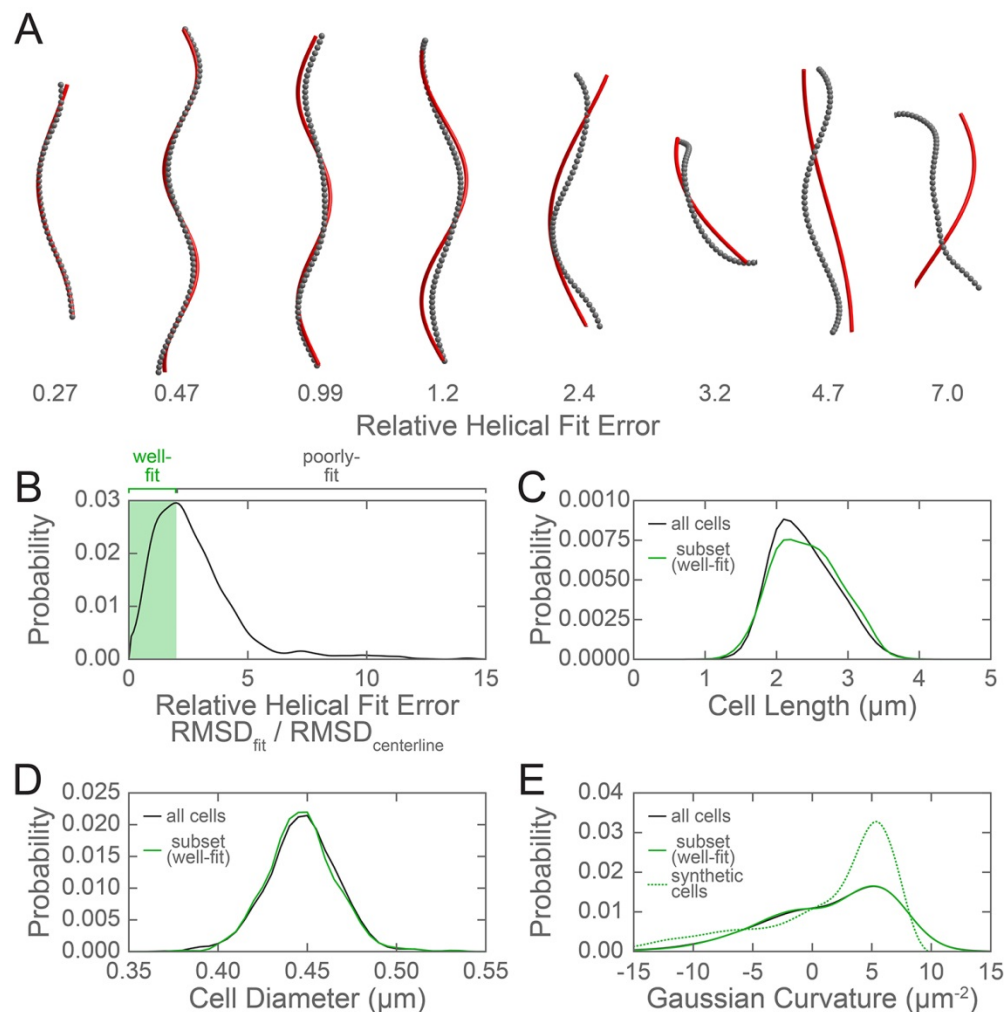 A
0.27 0.47 0.99 1.2 2.4 3.2 4.7 7.0
Relative Helical Fit Error
B
well-
fit
poorly-
fit
Probability
0.03
0.02
0.01
0.00
0 5 10 15
Relative Helical Fit Error
RMSD_fit / RMSD_centerline
C
Probability
0.0010
0.0075
0.0050
0.0025
0.0000
all cells
subset
(well-fit)
0 1 2 3 4 5
Cell Length (µm)
D
Probability
0.025
0.020
0.015
0.010
0.005
0.000
all cells
subset
(well-fit)
0.35 0.40 0.45 0.50 0.55
Cell Diameter (µm)
E
Probability
0.04
0.03
0.02
0.01
0.00
all cells
subset
(well-fit)
synthetic
cells
-15 -10 -5 0 5 10 15
Gaussian Curvature (µm⁻²)